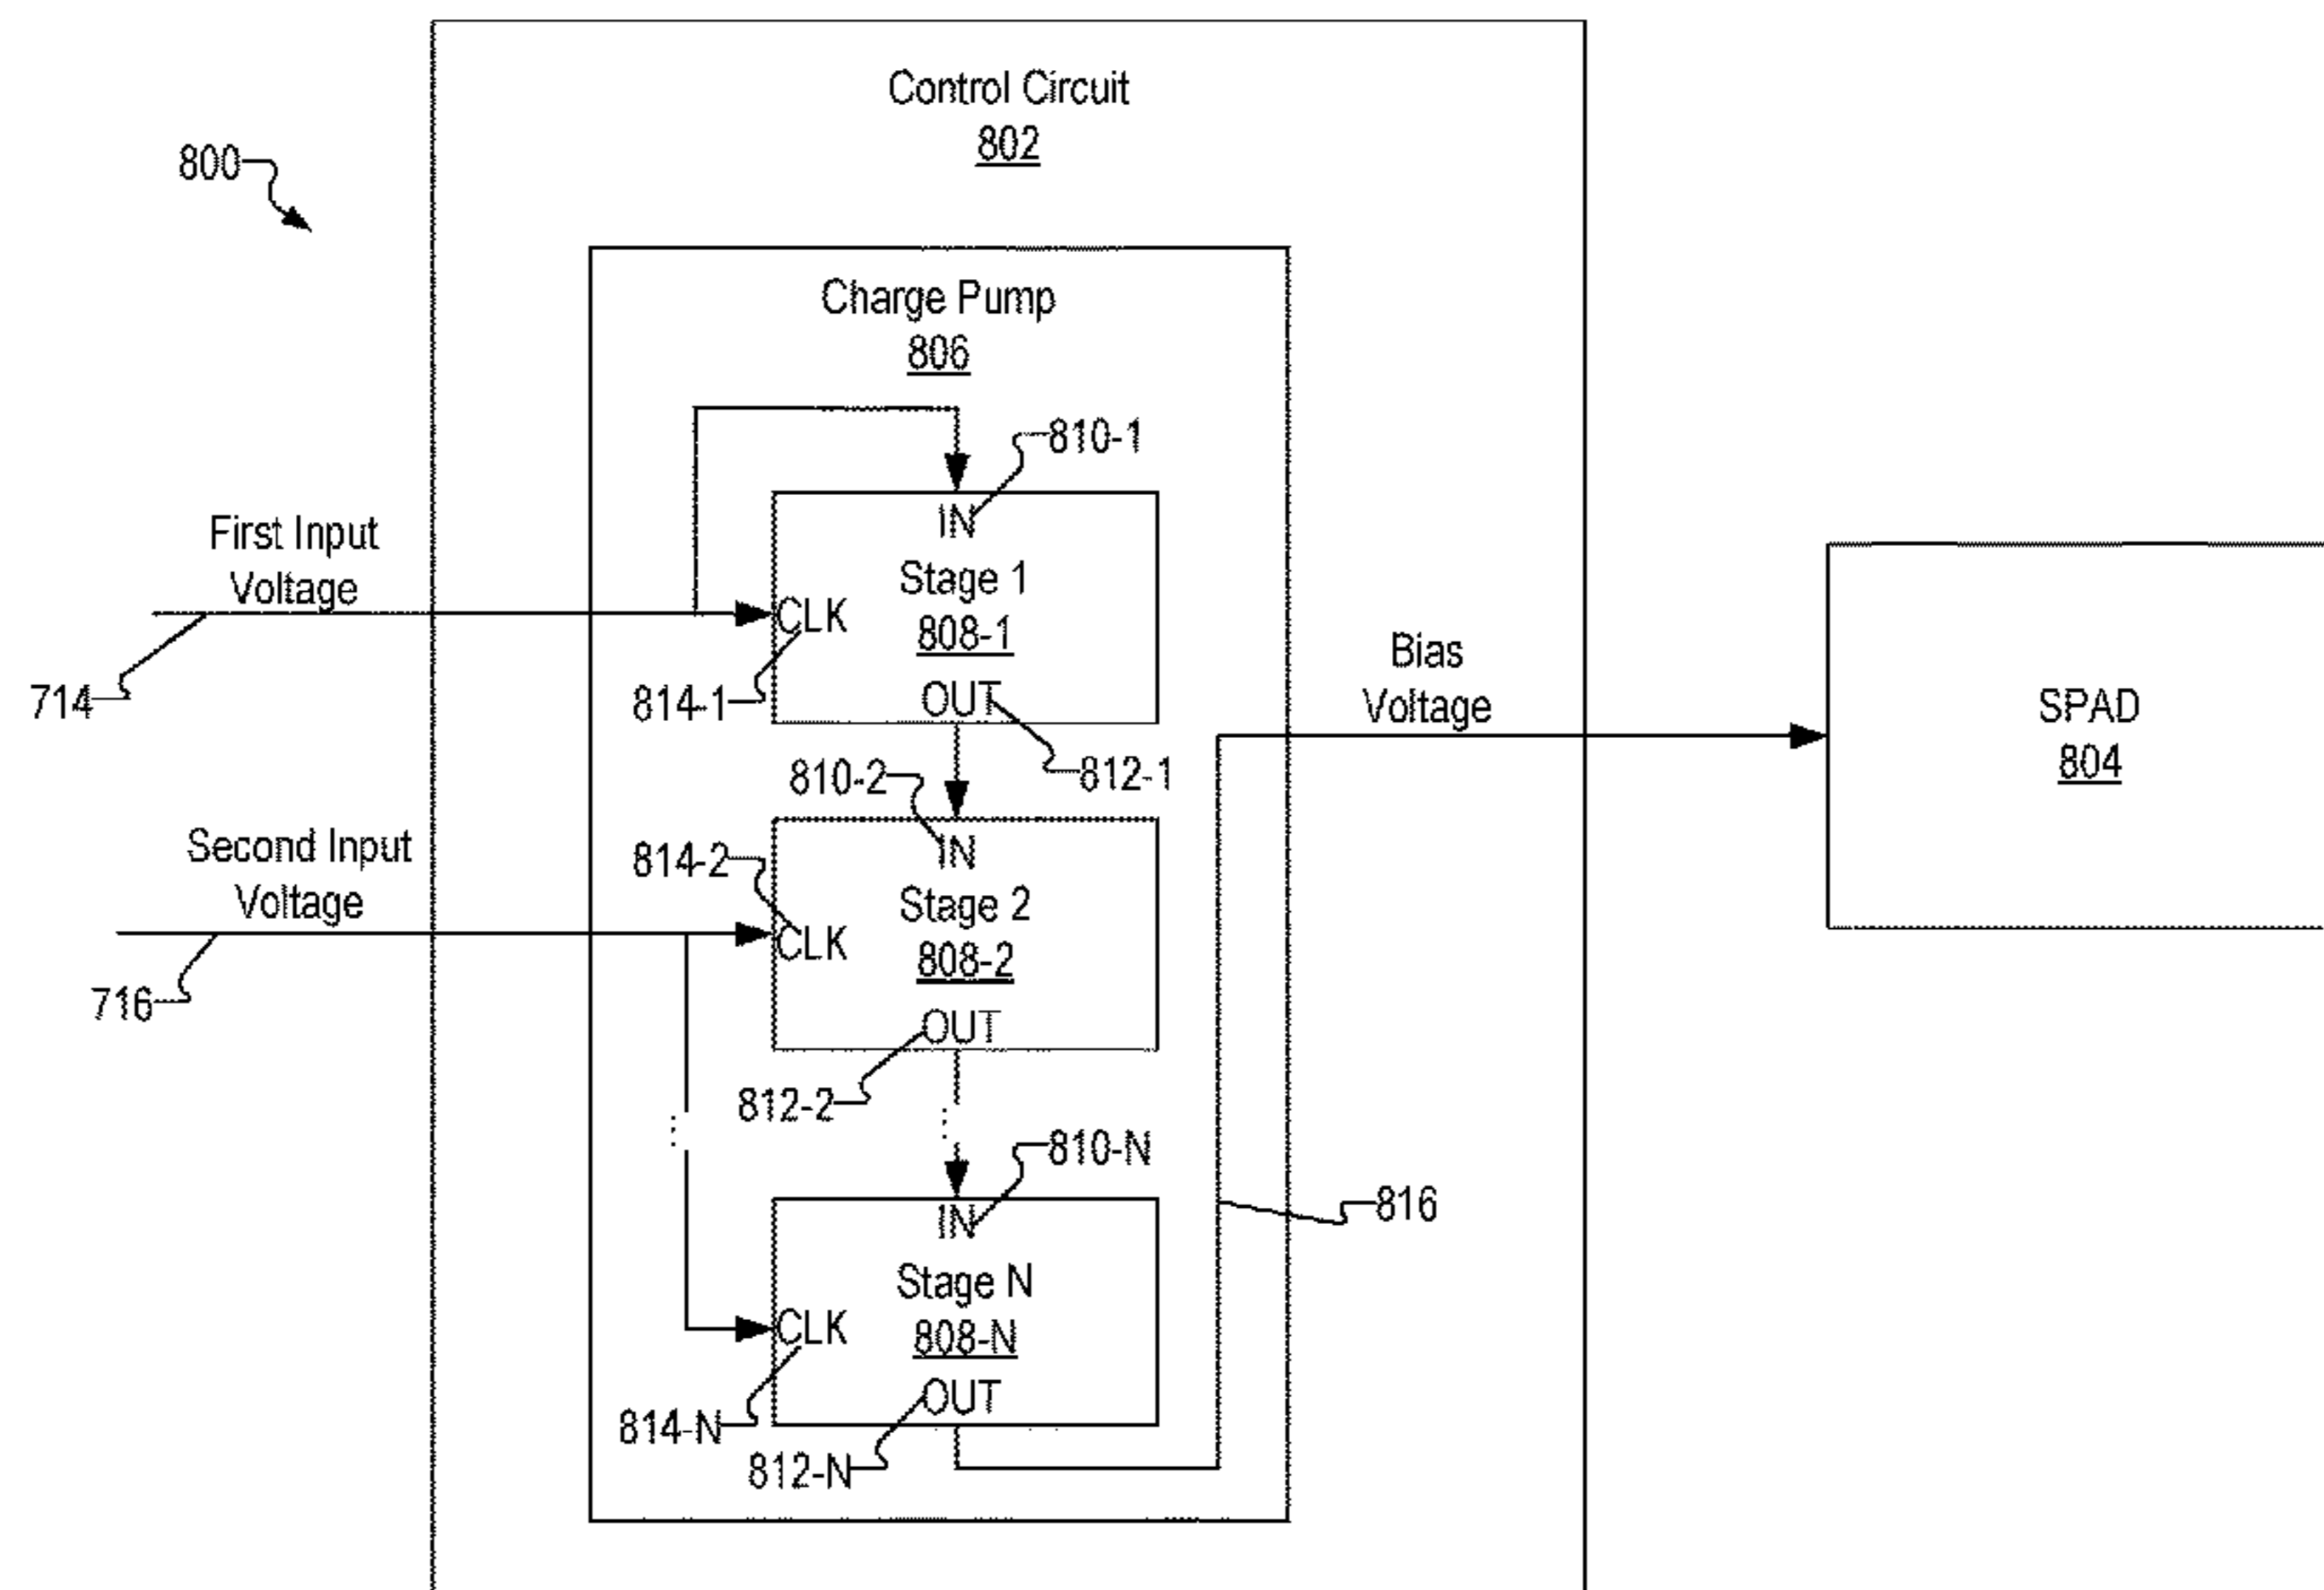 Control Circuit
802
800
Charge Pump
806
810-1
IN
First Input
Voltage
Stage 1
CLK
808-1
714
814-1
OUT
812-1
Bias
Voltage
SPAD
804
810-2
Second Input
Voltage
814-2
IN
Stage 2
CLK
808-2
716
OUT
812-2
...
...
810-N
IN
816
Stage N
CLK
808-N
OUT
814-N
812-N